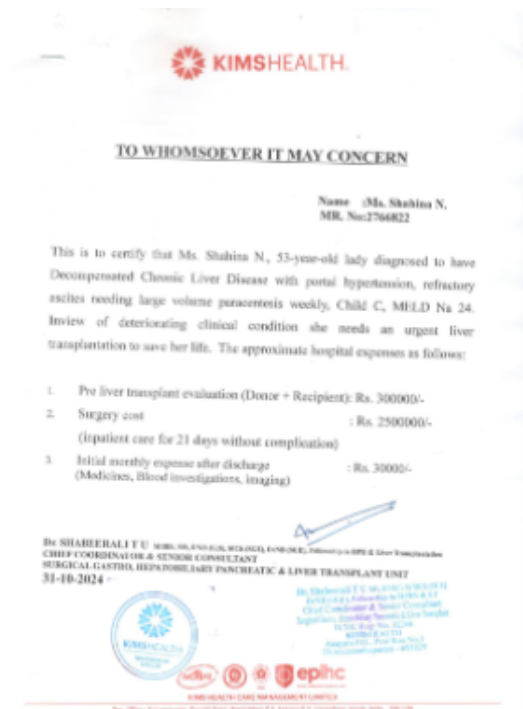 KIMSHEALTH.
TO WHOMSOEVER IT MAY CONCERN
Name :Ms. Shahina N.
MR. No:2766822
This is to certify that Ms. Shahina N., 53-year-old lady diagnosed to have
Decompensated Chronic Liver Disease with portal hypertension, refractory
ascites needing large volume paracentesis weekly, Child C, MELD Na 24.
Inview of deteriorating clinical condition she needs an urgent liver
transplantation to save her life. The approximate hospital expenses as follows:
1. Pre liver transplant evaluation (Donor + Recipient): Rs. 300000/-
2. Surgery cost : Rs. 2500000/-
(inpatient care for 21 days without complication)
3. Initial monthly expense after discharge : Rs. 30000/-
(Medicines, Blood investigations, imaging)
Dr SHABEERALI T U
CHIEF COORDINATOR & SENIOR CONSULTANT
SURGICAL GASTRO, HEPATOBILIARY PANCREATIC & LIVER TRANSPLANT UNIT
31-10-2024
KIMSHEALTH
epihc
KIMSHEALTH CARE MANAGEMENT LIMITED